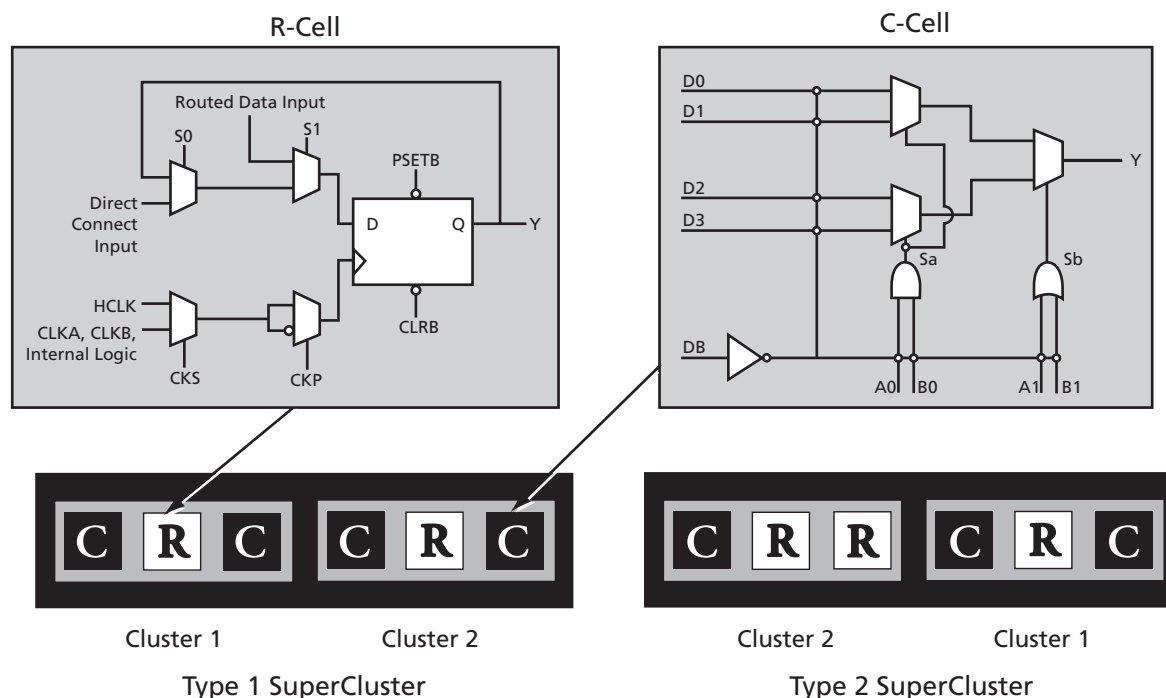 R-Cell
Routed Data Input
S0
S1
PSETB
Direct
Connect
Input
D
Q
Y
HCLK
CLKA, CLKB,
Internal Logic
CKS
CKP
CLRB
C-Cell
D0
D1
D2
D3
Y
Sa
Sb
DB
A0
B0
A1
B1
C
R
C
C
R
C
Cluster 1
Cluster 2
Type 1 SuperCluster
C
R
R
C
R
C
Cluster 2
Cluster 1
Type 2 SuperCluster